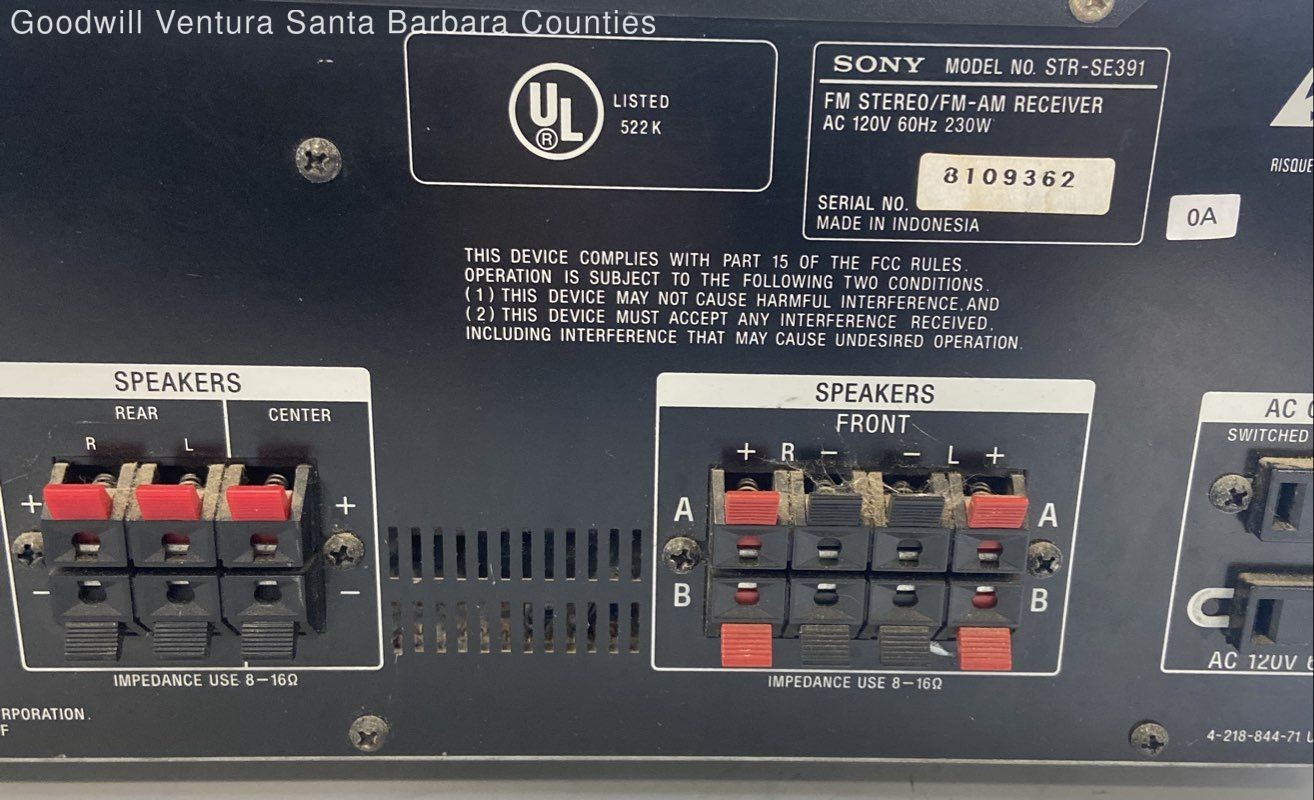 Goodwill Ventura Santa Barbara Counties
UL
®
LISTED
522 K
SONY MODEL NO. STR-SE391
FM STEREO/FM-AM RECEIVER
AC 120V 60Hz 230W
8109362
SERIAL NO.
MADE IN INDONESIA
RISQUE
0A
THIS DEVICE COMPLIES WITH PART 15 OF THE FCC RULES.
OPERATION IS SUBJECT TO THE FOLLOWING TWO CONDITIONS.
(1) THIS DEVICE MAY NOT CAUSE HARMFUL INTERFERENCE, AND
(2) THIS DEVICE MUST ACCEPT ANY INTERFERENCE RECEIVED,
INCLUDING INTERFERENCE THAT MAY CAUSE UNDESIRED OPERATION.
SPEAKERS
REAR CENTER
R L
+ +
− −
IMPEDANCE USE 8–16Ω
SPEAKERS
FRONT
+ R − − L +
A A
B B
IMPEDANCE USE 8–16Ω
AC
SWITCHED
AC 120V
RPORATION.
F
4-218-844-71